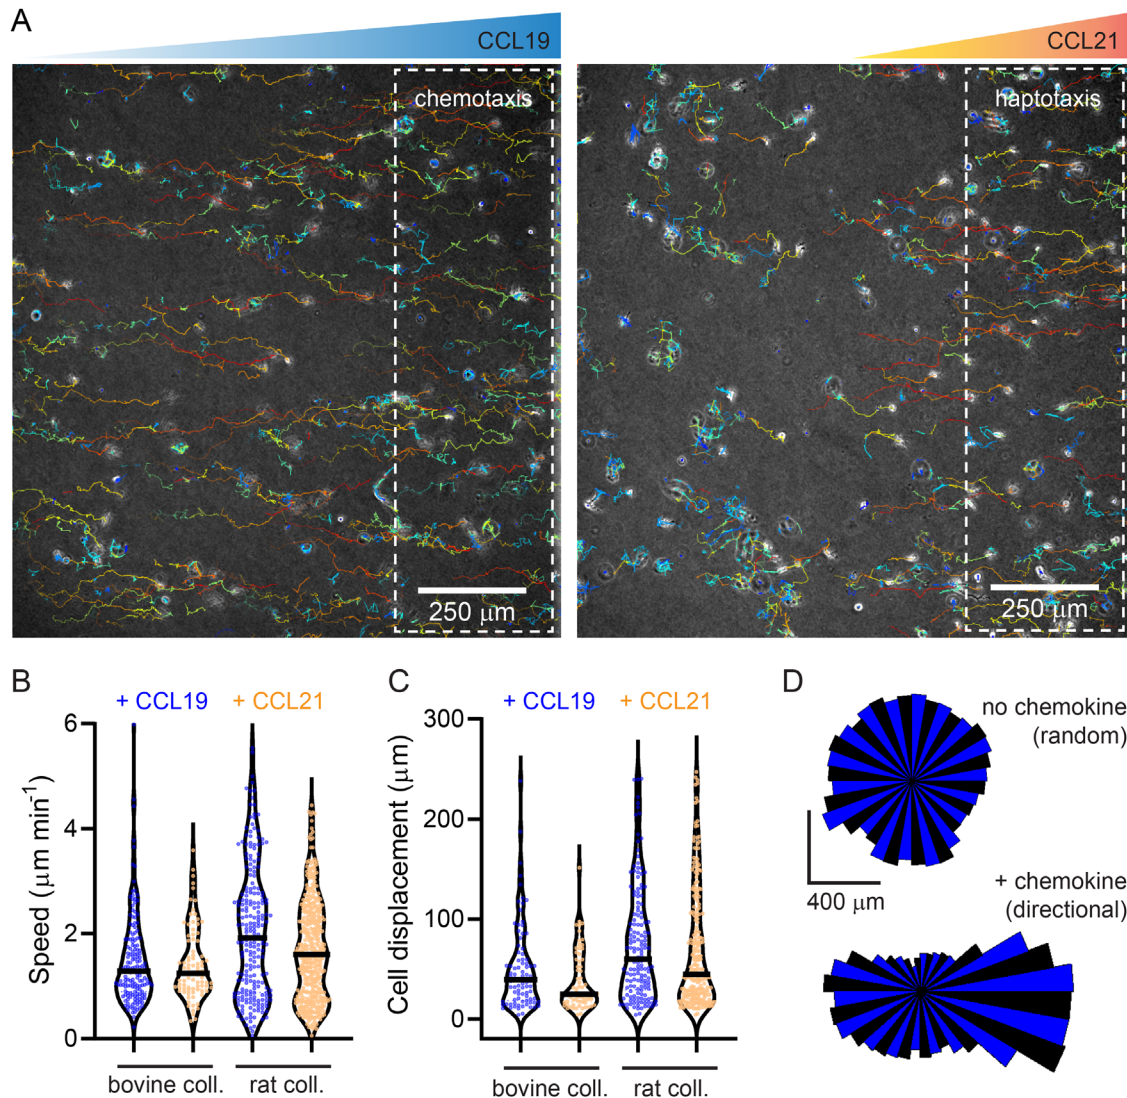 A
CCL19
CCL21
chemotaxis
haptotaxis
250 μm
250 μm
B
+ CCL19
+ CCL21
Speed (μm min⁻¹)
6
4
2
0
bovine coll.
rat coll.
C
+ CCL19
+ CCL21
Cell displacement (μm)
300
200
100
0
bovine coll.
rat coll.
D
no chemokine
(random)
400 μm
+ chemokine
(directional)